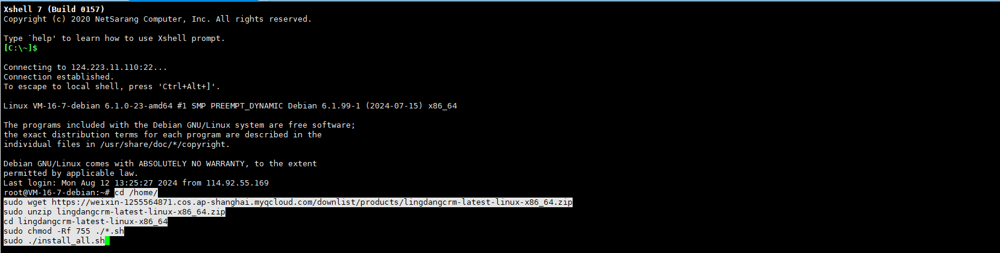 Xshell 7 (Build 0157)
Copyright (c) 2020 NetSarang Computer, Inc. All rights reserved.
Type `help' to learn how to use Xshell prompt.
[C:\~]$
Connecting to 124.223.11.110:22...
Connection established.
To escape to local shell, press 'Ctrl+Alt+]'.
Linux VM-16-7-debian 6.1.0-23-amd64 #1 SMP PREEMPT_DYNAMIC Debian 6.1.99-1 (2024-07-15) x86_64
The programs included with the Debian GNU/Linux system are free software;
the exact distribution terms for each program are described in the
individual files in /usr/share/doc/*/copyright.
Debian GNU/Linux comes with ABSOLUTELY NO WARRANTY, to the extent
permitted by applicable law.
Last login: Mon Aug 12 13:25:27 2024 from 114.92.55.169
root@VM-16-7-debian:~# cd /home/
sudo wget https://weixin-1255564871.cos.ap-shanghai.myqcloud.com/downlist/products/lingdangcrm-latest-linux-x86_64.zip
sudo unzip lingdangcrm-latest-linux-x86_64.zip
cd lingdangcrm-latest-linux-x86_64
sudo chmod -Rf 755 ./*.sh
sudo ./install_all.sh